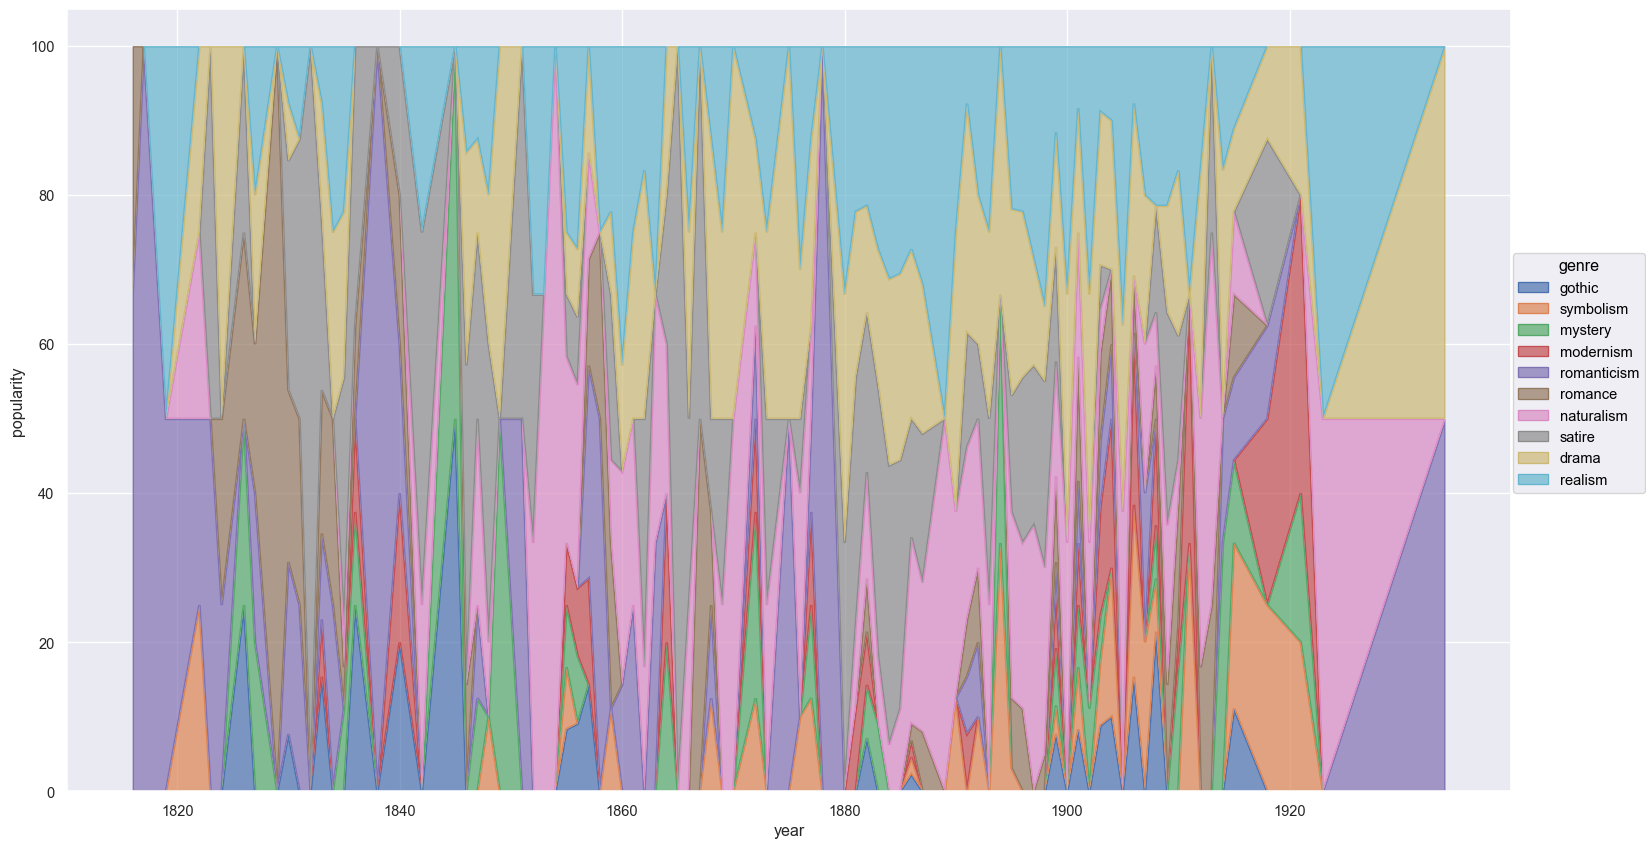 100
80
60
40
20
0
popularity
1820
1840
1860
1880
1900
1920
year
genre
gothic
symbolism
mystery
modernism
romanticism
romance
naturalism
satire
drama
realism